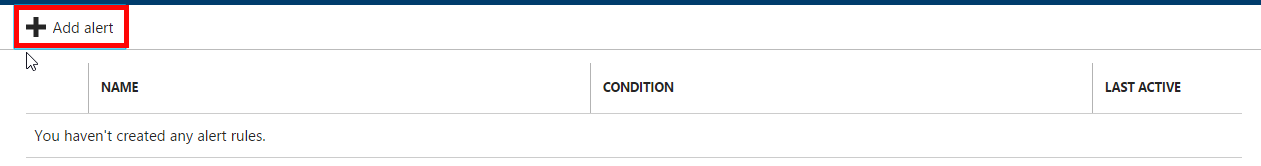 Add alert
NAME CONDITION LAST ACTIVE
You haven't created any alert rules.